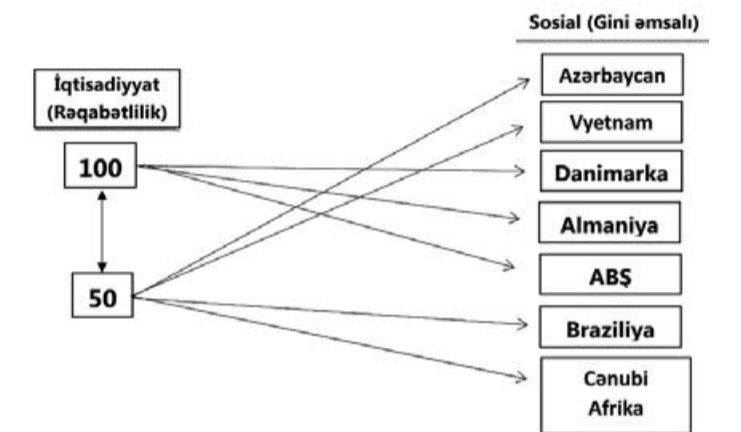 Sosial (Gini əmsalı)
İqtisadiyyat
(Rəqabətlilik)
100
50
Azərbaycan
Vyetnam
Danimarka
Almaniya
ABŞ
Braziliya
Cənubi
Afrika